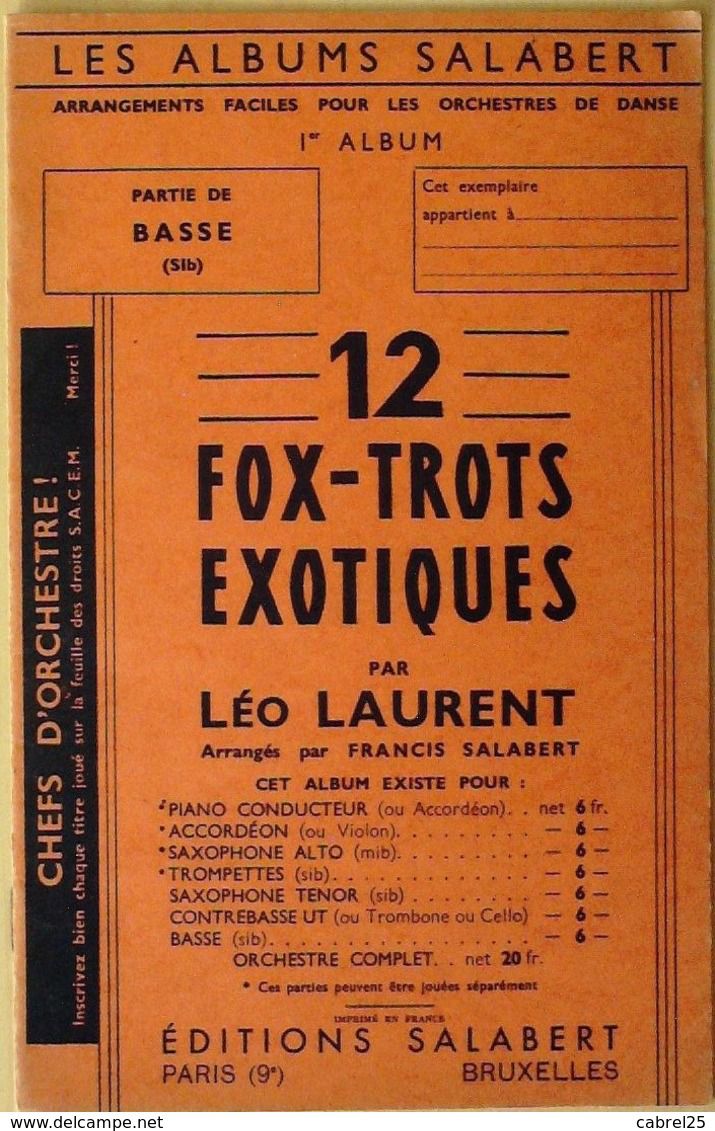 LES ALBUMS SALABERT
ARRANGEMENTS FACILES POUR LES ORCHESTRES DE DANSE
1er ALBUM
PARTIE DE
BASSE
(SIb)
Cet exemplaire
appartient à
CHEFS D'ORCHESTRE !
Inscrivez bien chaque titre joué sur la feuille des droits S.A.C.E.M. Merci !
12
FOX-TROTS
EXOTIQUES
PAR
LÉO LAURENT
Arrangés par FRANCIS SALABERT
CET ALBUM EXISTE POUR :
*PIANO CONDUCTEUR (ou Accordéon). . net 6 fr.
*ACCORDÉON (ou Violon). . . . . . . . . — 6 —
*SAXOPHONE ALTO (mib). . . . . . . . . — 6 —
*TROMPETTES (sib). . . . . . . . . . . . . — 6 —
SAXOPHONE TENOR (sib) . . . . . . . . — 6 —
CONTREBASSE UT (ou Trombone ou Cello) — 6 —
BASSE (sib). . . . . . . . . . . . . . . . . . — 6 —
ORCHESTRE COMPLET. . net 20 fr.
* Ces parties peuvent être jouées séparément
IMPRIMÉ EN FRANCE
ÉDITIONS SALABERT
PARIS (9e) BRUXELLES
cabrel25